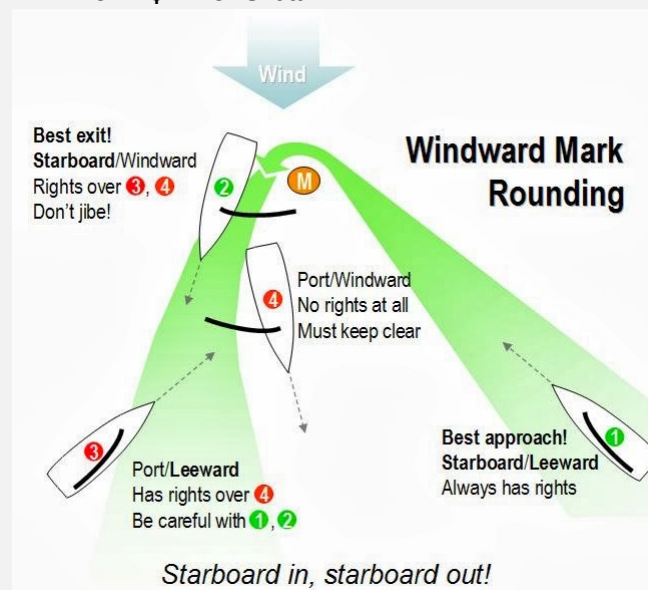 Wind
Best exit!
Starboard/Windward
Rights over 3, 4
Don't jibe!
Windward Mark
Rounding
2
M
4
Port/Windward
No rights at all
Must keep clear
3
Port/Leeward
Has rights over 4
Be careful with 1, 2
1
Best approach!
Starboard/Leeward
Always has rights
Starboard in, starboard out!